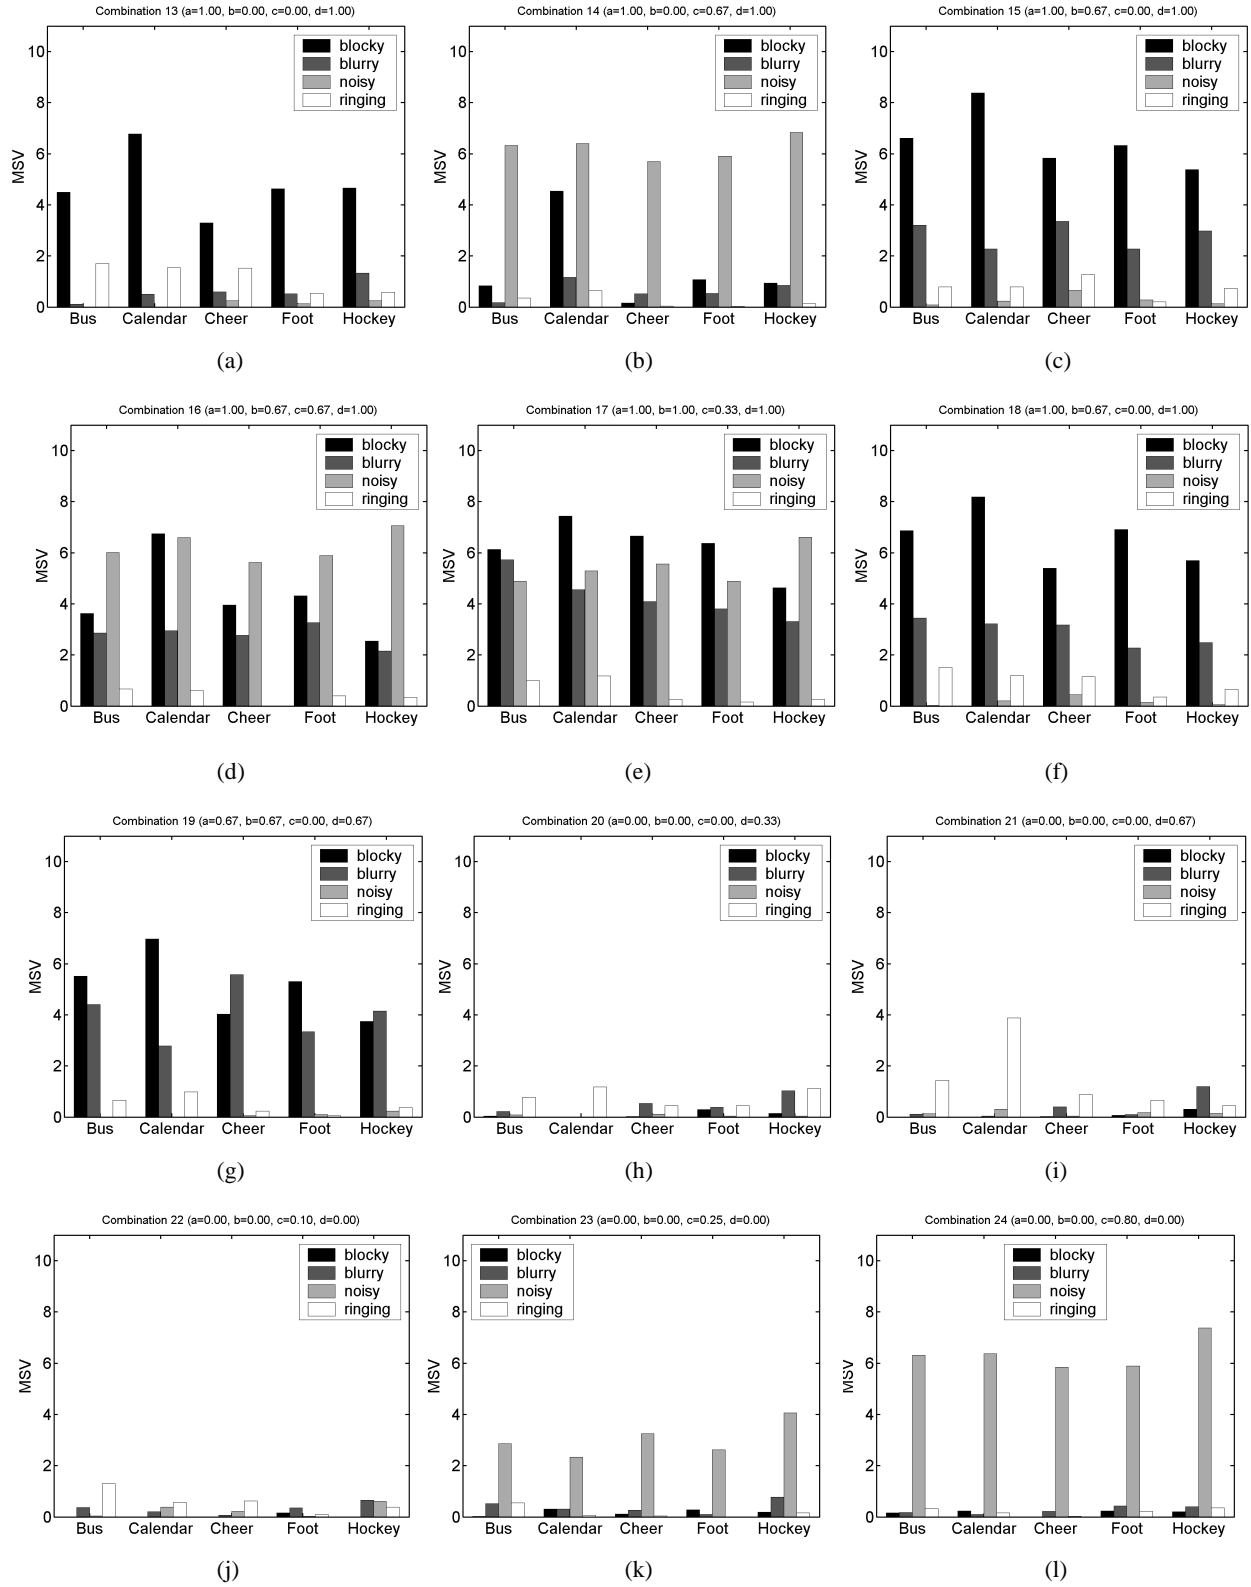 Combination 13 (a=1.00, b=0.00, c=0.00, d=1.00)
10
8
6
4
2
0
MSV
blocky
blurry
noisy
ringing
Bus Calendar Cheer Foot Hockey
(a)
Combination 14 (a=1.00, b=0.00, c=0.67, d=1.00)
10
8
6
4
2
0
MSV
blocky
blurry
noisy
ringing
Bus Calendar Cheer Foot Hockey
(b)
Combination 15 (a=1.00, b=0.67, c=0.00, d=1.00)
10
8
6
4
2
0
MSV
blocky
blurry
noisy
ringing
Bus Calendar Cheer Foot Hockey
(c)
Combination 16 (a=1.00, b=0.67, c=0.67, d=1.00)
10
8
6
4
2
0
MSV
blocky
blurry
noisy
ringing
Bus Calendar Cheer Foot Hockey
(d)
Combination 17 (a=1.00, b=1.00, c=0.33, d=1.00)
10
8
6
4
2
0
MSV
blocky
blurry
noisy
ringing
Bus Calendar Cheer Foot Hockey
(e)
Combination 18 (a=1.00, b=0.67, c=0.00, d=1.00)
10
8
6
4
2
0
MSV
blocky
blurry
noisy
ringing
Bus Calendar Cheer Foot Hockey
(f)
Combination 19 (a=0.67, b=0.67, c=0.00, d=0.67)
10
8
6
4
2
0
MSV
blocky
blurry
noisy
ringing
Bus Calendar Cheer Foot Hockey
(g)
Combination 20 (a=0.00, b=0.00, c=0.00, d=0.33)
10
8
6
4
2
0
MSV
blocky
blurry
noisy
ringing
Bus Calendar Cheer Foot Hockey
(h)
Combination 21 (a=0.00, b=0.00, c=0.00, d=0.67)
10
8
6
4
2
0
MSV
blocky
blurry
noisy
ringing
Bus Calendar Cheer Foot Hockey
(i)
Combination 22 (a=0.00, b=0.00, c=0.10, d=0.00)
10
8
6
4
2
0
MSV
blocky
blurry
noisy
ringing
Bus Calendar Cheer Foot Hockey
(j)
Combination 23 (a=0.00, b=0.00, c=0.25, d=0.00)
10
8
6
4
2
0
MSV
blocky
blurry
noisy
ringing
Bus Calendar Cheer Foot Hockey
(k)
Combination 24 (a=0.00, b=0.00, c=0.80, d=0.00)
10
8
6
4
2
0
MSV
blocky
blurry
noisy
ringing
Bus Calendar Cheer Foot Hockey
(l)